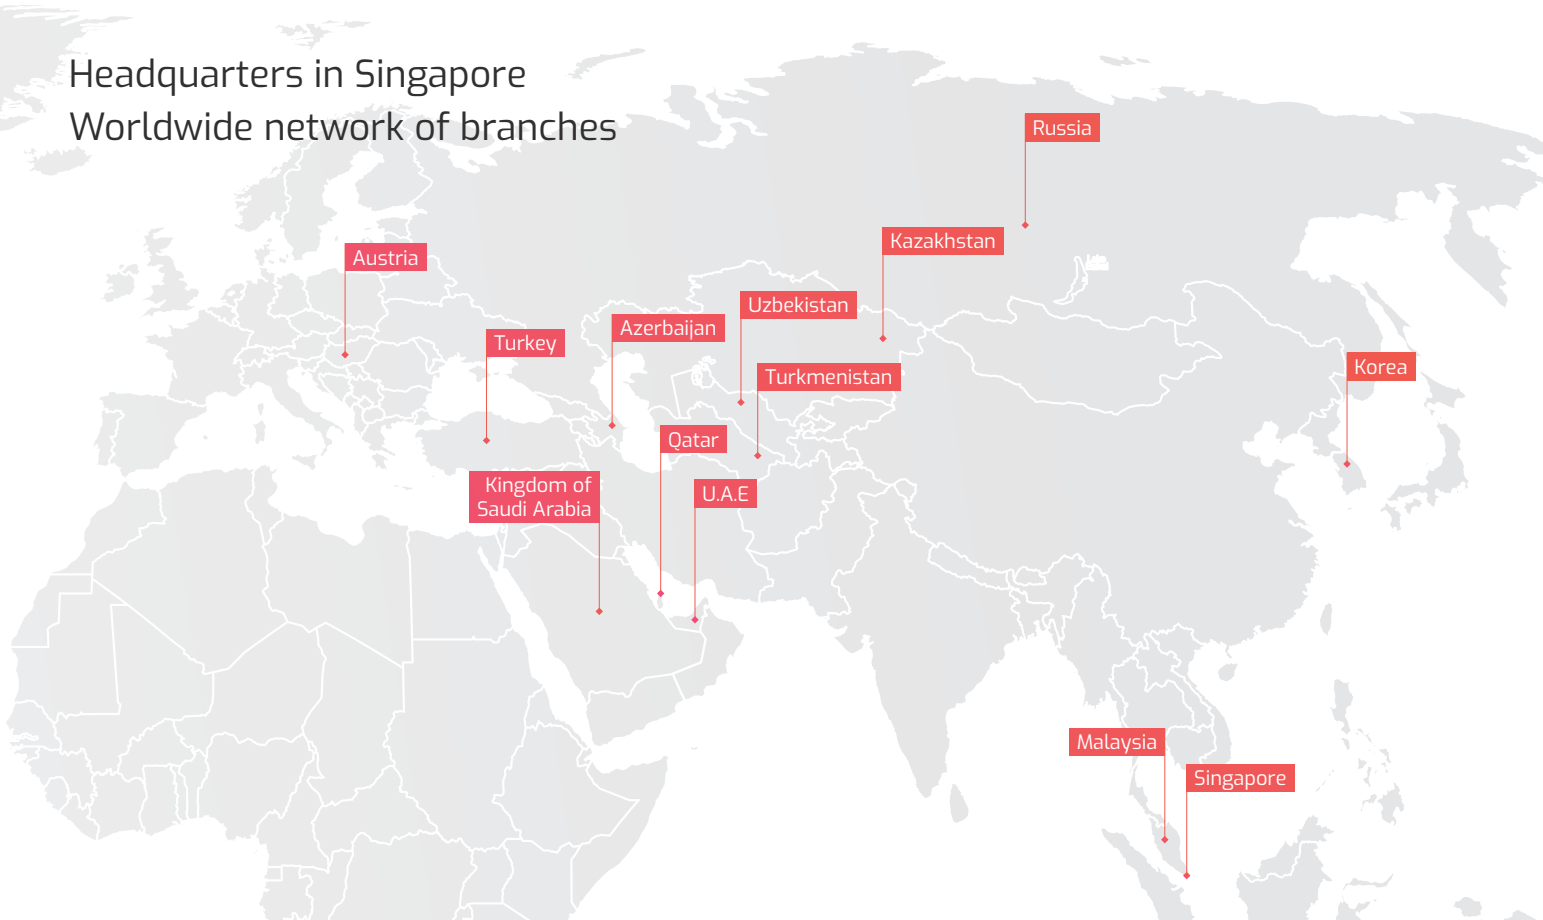 Headquarters in Singapore
Worldwide network of branches
Russia
Kazakhstan
Austria
Uzbekistan
Azerbaijan
Turkey
Korea
Turkmenistan
Qatar
Kingdom of
Saudi Arabia
U.A.E
Malaysia
Singapore